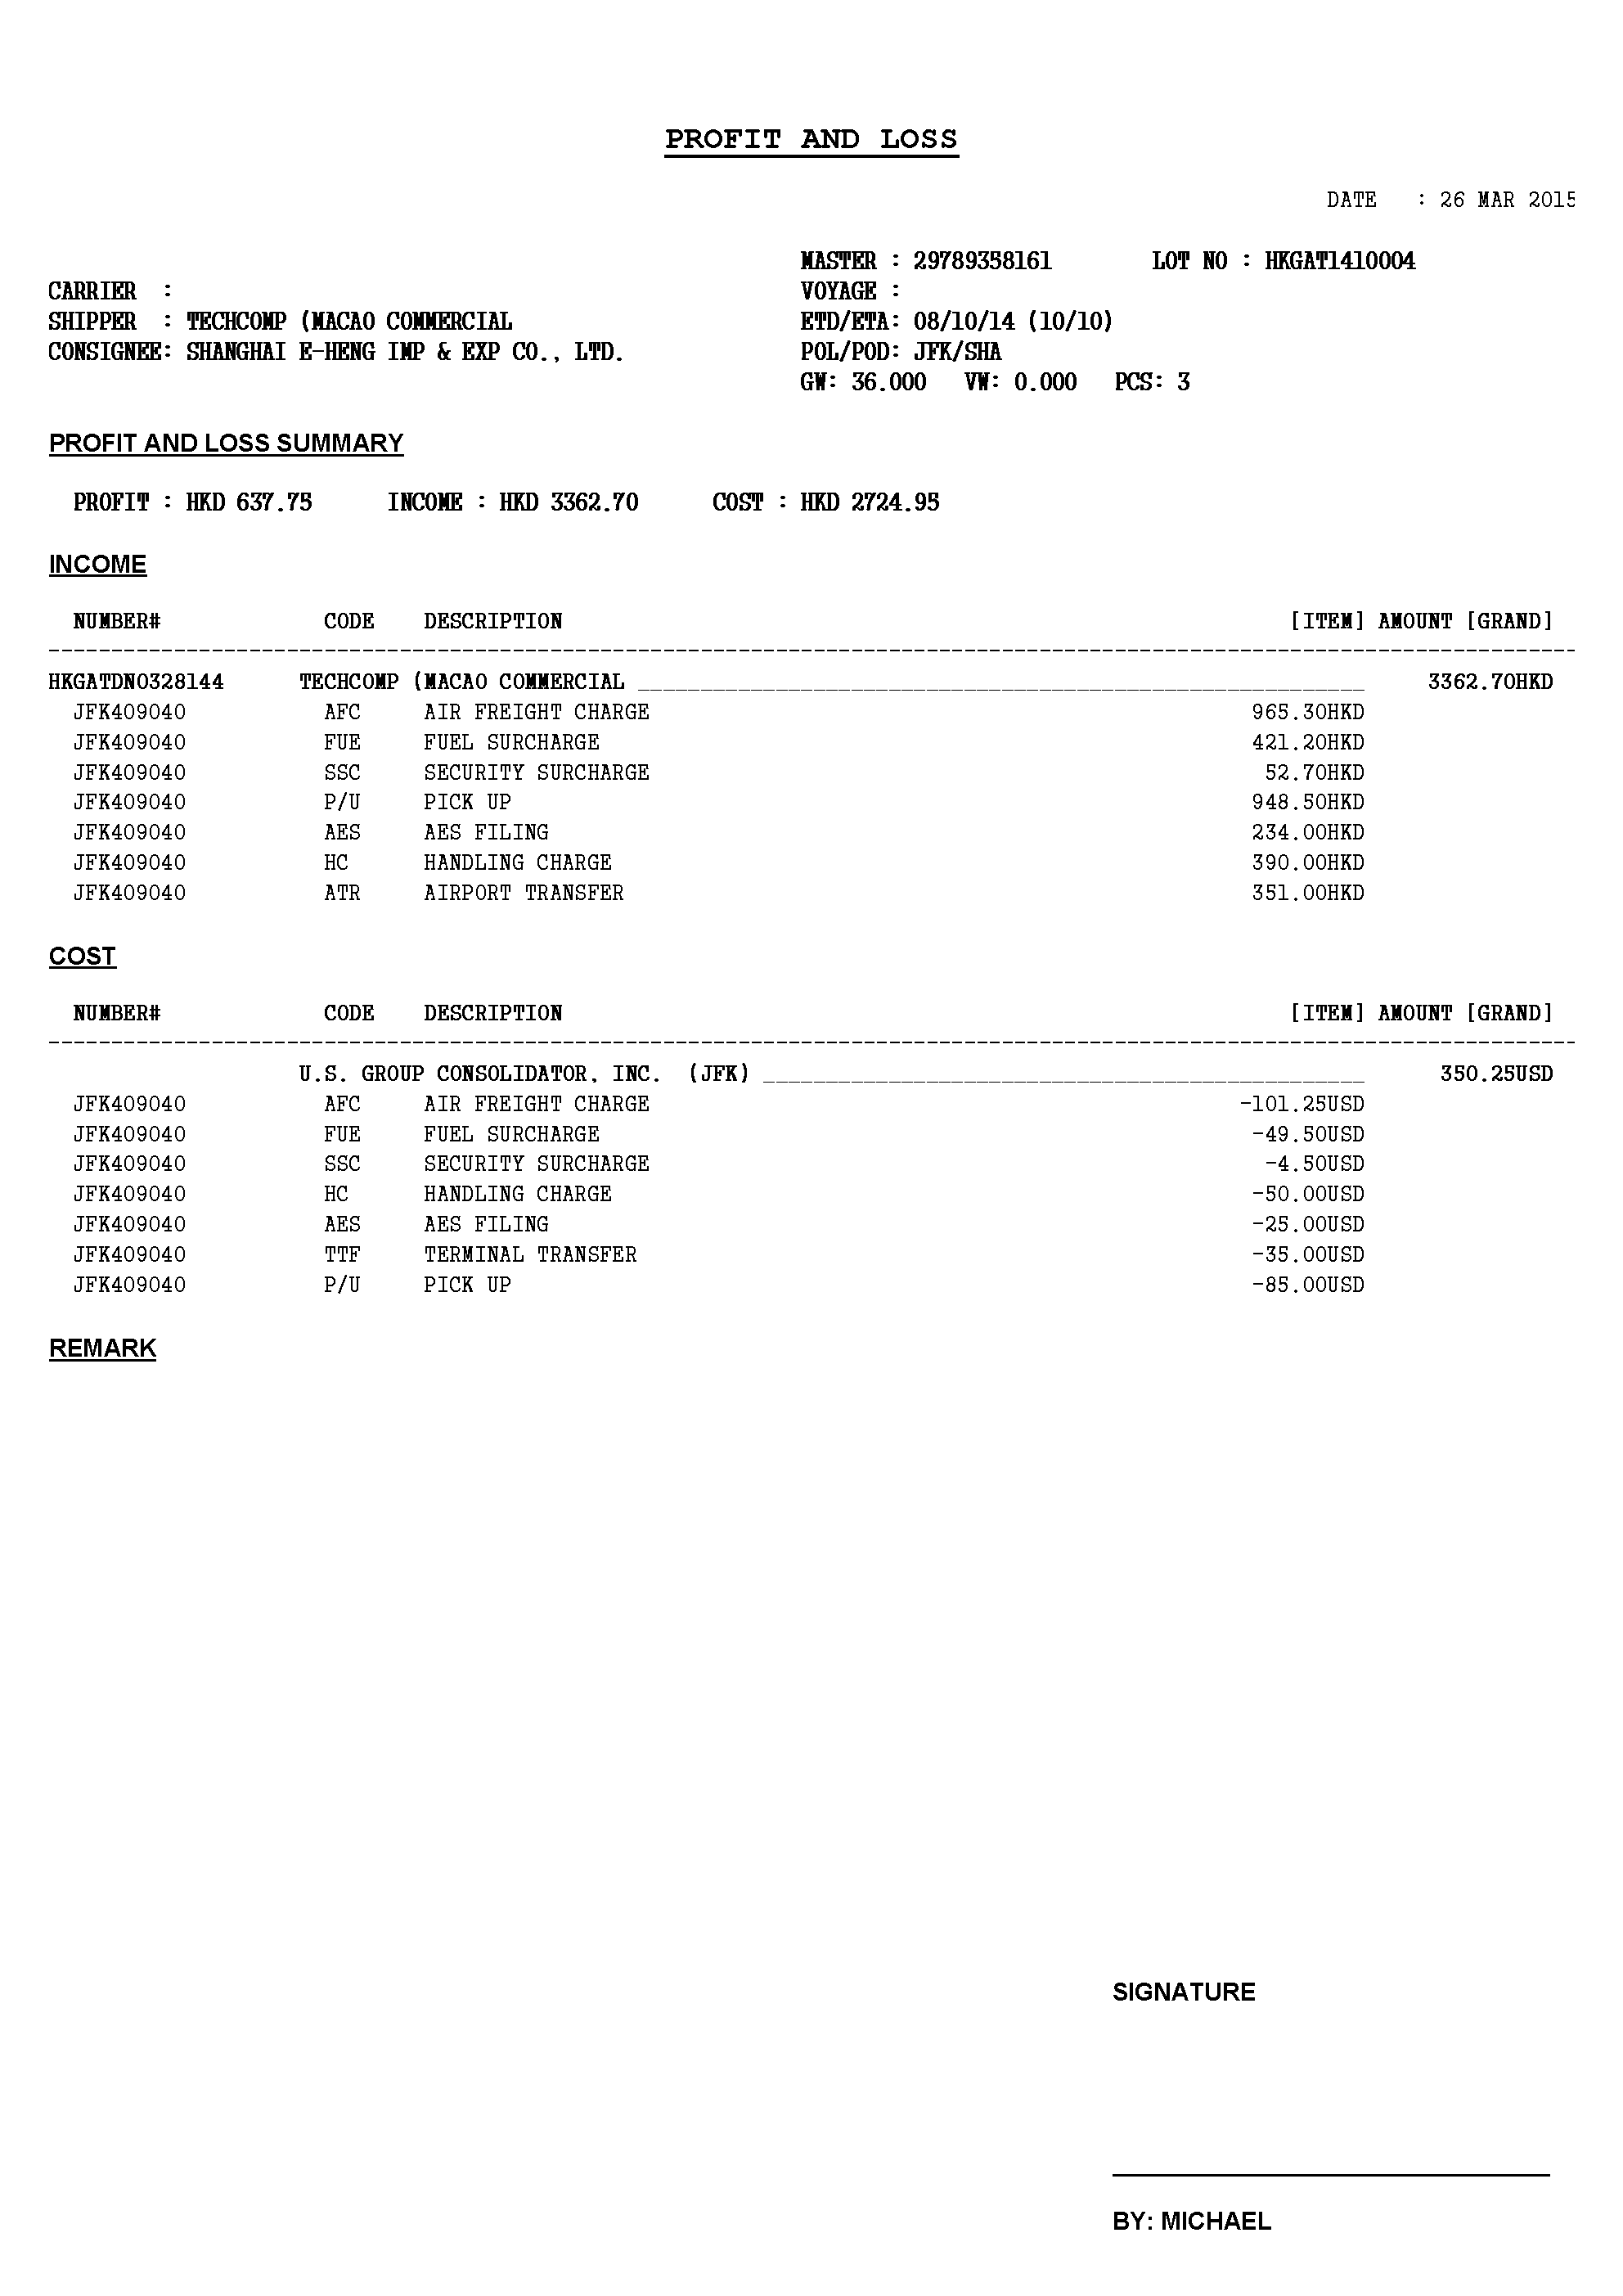 PROFIT AND LOSS
DATE : 26 MAR 2015
MASTER : 29789358161 LOT NO : HKGAT1410004
CARRIER : VOYAGE :
SHIPPER : TECHCOMP (MACAO COMMERCIAL ETD/ETA: 08/10/14 (10/10)
CONSIGNEE: SHANGHAI E-HENG IMP & EXP CO., LTD. POL/POD: JFK/SHA
GW: 36.000 VW: 0.000 PCS: 3
PROFIT AND LOSS SUMMARY
PROFIT : HKD 637.75 INCOME : HKD 3362.70 COST : HKD 2724.95
INCOME
NUMBER# CODE DESCRIPTION [ITEM] AMOUNT [GRAND]
HKGATDN0328144 TECHCOMP (MACAO COMMERCIAL 3362.70HKD
JFK409040 AFC AIR FREIGHT CHARGE 965.30HKD
JFK409040 FUE FUEL SURCHARGE 421.20HKD
JFK409040 SSC SECURITY SURCHARGE 52.70HKD
JFK409040 P/U PICK UP 948.50HKD
JFK409040 AES AES FILING 234.00HKD
JFK409040 HC HANDLING CHARGE 390.00HKD
JFK409040 ATR AIRPORT TRANSFER 351.00HKD
COST
NUMBER# CODE DESCRIPTION [ITEM] AMOUNT [GRAND]
U.S. GROUP CONSOLIDATOR, INC. (JFK) 350.25USD
JFK409040 AFC AIR FREIGHT CHARGE -101.25USD
JFK409040 FUE FUEL SURCHARGE -49.50USD
JFK409040 SSC SECURITY SURCHARGE -4.50USD
JFK409040 HC HANDLING CHARGE -50.00USD
JFK409040 AES AES FILING -25.00USD
JFK409040 TTF TERMINAL TRANSFER -35.00USD
JFK409040 P/U PICK UP -85.00USD
REMARK
SIGNATURE
BY: MICHAEL